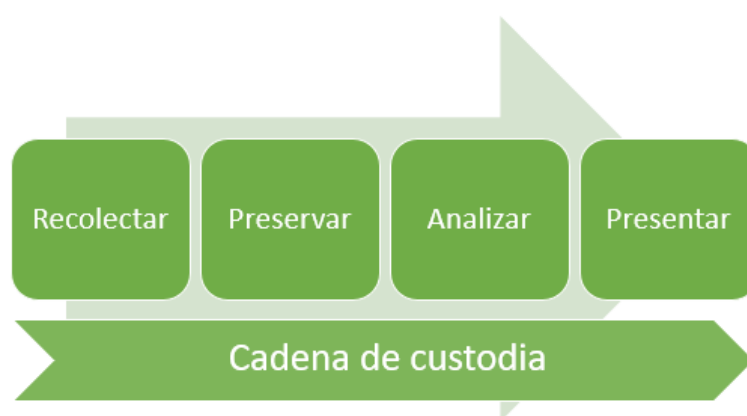 Recolectar
Preservar
Analizar
Presentar
Cadena de custodia